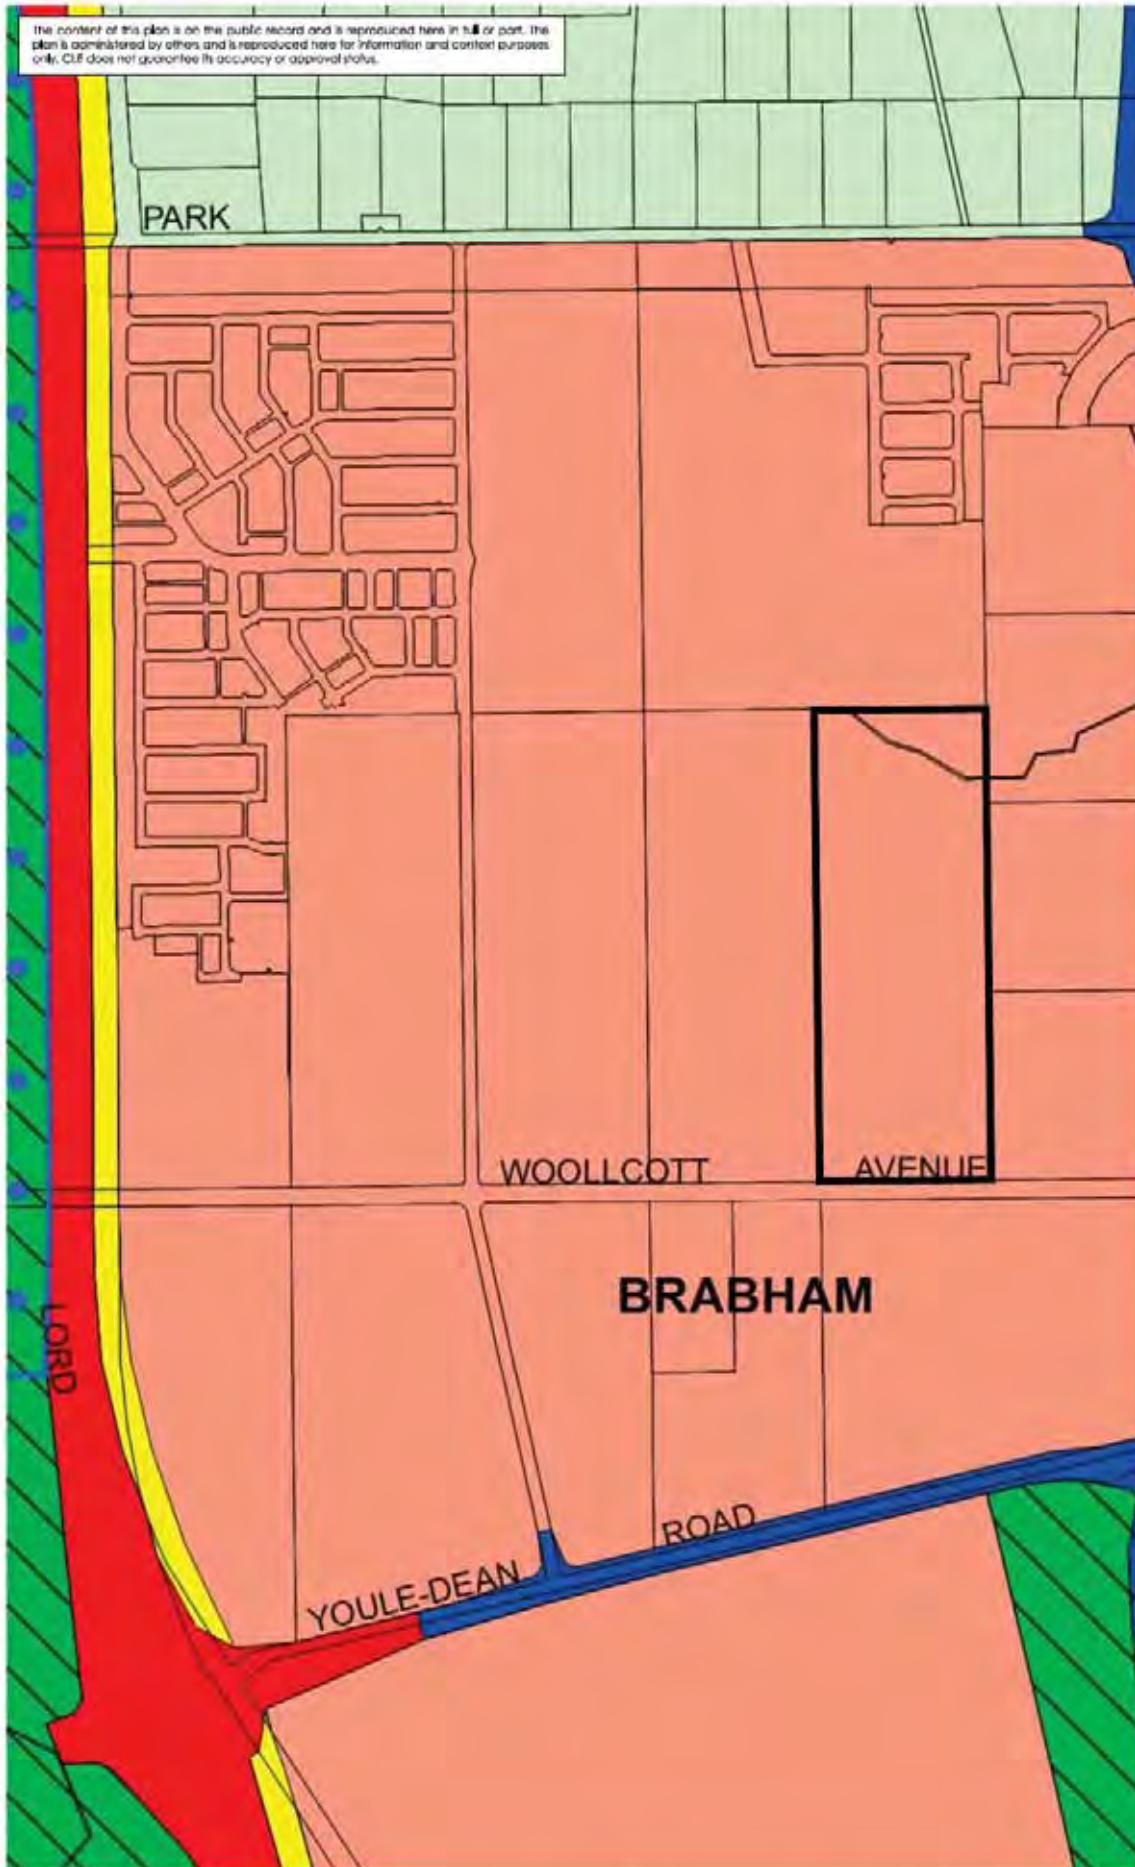 The content of this plan is on the public record and is reproduced here in full or part. The
plan is administered by others and is reproduced here for information and context purposes
only. CLE does not guarantee its accuracy or approval status.
PARK
WOOLLCOTT AVENUE
BRABHAM
LORD
ROAD
YOULE-DEAN